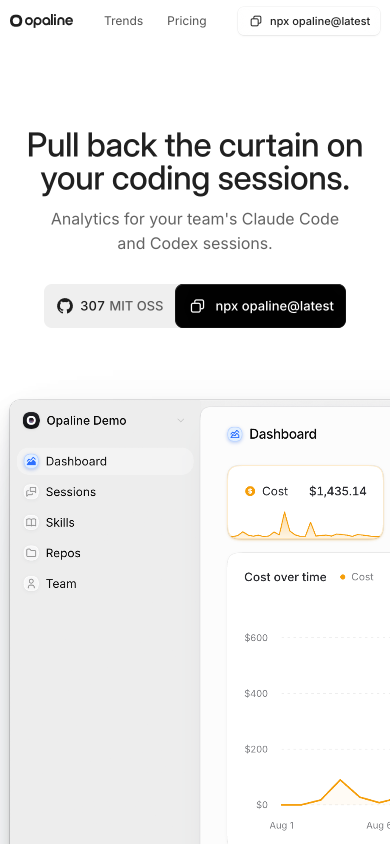 opaline
Trends
Pricing
npx opaline@latest
Pull back the curtain on
your coding sessions.
Analytics for your team's Claude Code
and Codex sessions.
307 MIT OSS
npx opaline@latest
Opaline Demo
Dashboard
Sessions
Skills
Repos
Team
Dashboard
Cost
$1,435.14
Cost over time
Cost
$600
$400
$200
$0
Aug 1